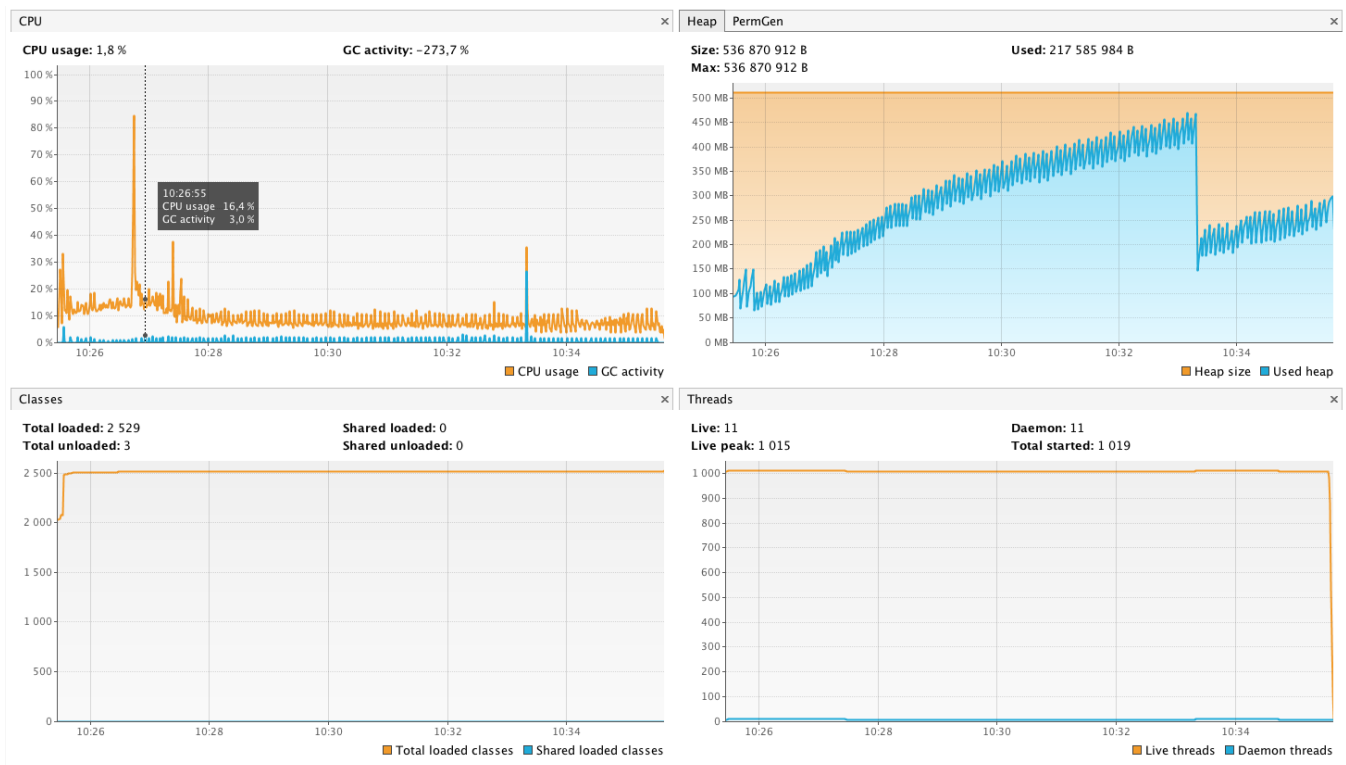 CPU ×
CPU usage: 1,8 % GC activity: −273,7 %
100 %
90 %
80 %
70 %
60 %
50 %
40 %
30 %
20 %
10 %
0 %
10:26:55
CPU usage 16,4 %
GC activity 3,0 %
10:26 10:28 10:30 10:32 10:34
CPU usage GC activity
Heap PermGen ×
Size: 536 870 912 B Used: 217 585 984 B
Max: 536 870 912 B
500 MB
450 MB
400 MB
350 MB
300 MB
250 MB
200 MB
150 MB
100 MB
50 MB
0 MB
10:26 10:28 10:30 10:32 10:34
Heap size Used heap
Classes ×
Total loaded: 2 529 Shared loaded: 0
Total unloaded: 3 Shared unloaded: 0
2 500
2 000
1 500
1 000
500
0
10:26 10:28 10:30 10:32 10:34
Total loaded classes Shared loaded classes
Threads ×
Live: 11 Daemon: 11
Live peak: 1 015 Total started: 1 019
1 000
900
800
700
600
500
400
300
200
100
0
10:26 10:28 10:30 10:32 10:34
Live threads Daemon threads